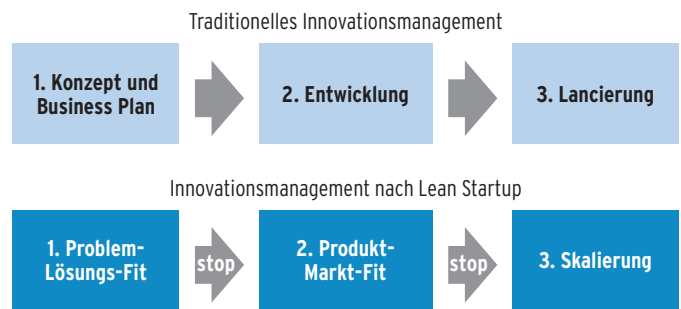 Traditionelles Innovationsmanagement
1. Konzept und
Business Plan
2. Entwicklung
3. Lancierung
Innovationsmanagement nach Lean Startup
1. Problem-
Lösungs-Fit
stop
2. Produkt-
Markt-Fit
stop
3. Skalierung